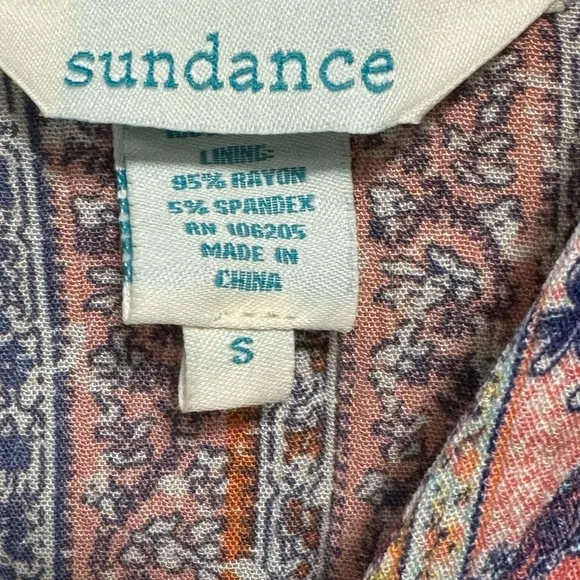 sundance
LINING:
95% RAYON
5% SPANDEX
RN 106205
MADE IN
CHINA
S